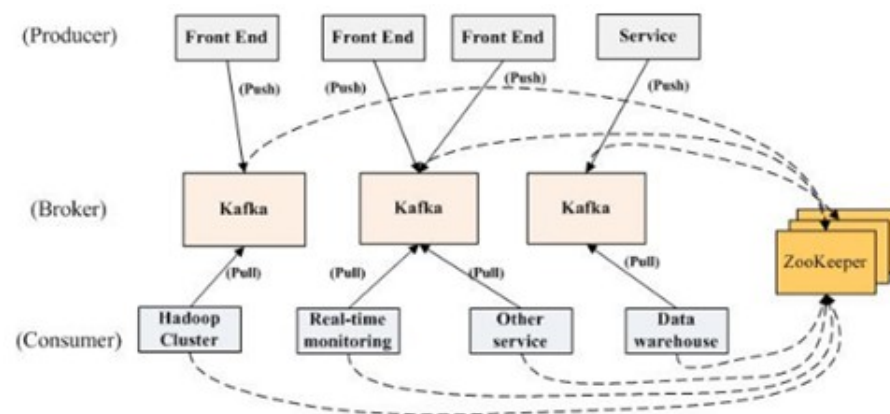 (Producer)
Front End
Front End
Front End
Service
(Push)
(Push)
(Push)
(Push)
(Broker)
Kafka
Kafka
Kafka
ZooKeeper
(Pull)
(Pull)
(Pull)
(Pull)
(Consumer)
Hadoop
Cluster
Real-time
monitoring
Other
service
Data
warehouse